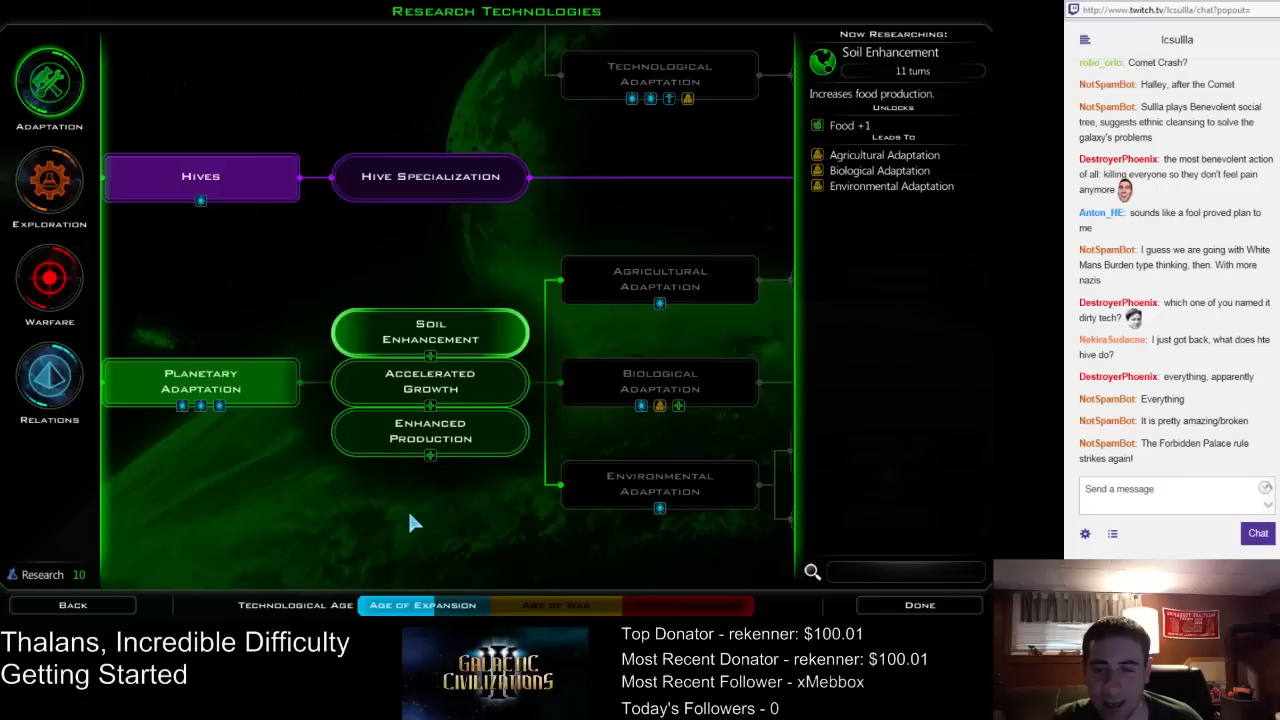 RESEARCH TECHNOLOGIES
ADAPTATION
EXPLORATION
WARFARE
RELATIONS
TECHNOLOGICAL
ADAPTATION
HIVES
HIVE SPECIALIZATION
AGRICULTURAL
ADAPTATION
SOIL
ENHANCEMENT
PLANETARY
ADAPTATION
ACCELERATED
GROWTH
BIOLOGICAL
ADAPTATION
ENHANCED
PRODUCTION
ENVIRONMENTAL
ADAPTATION
Research 10
NOW RESEARCHING:
Soil Enhancement
11 turns
Increases food production.
UNLOCKS
Food +1
LEADS TO
Agricultural Adaptation
Biological Adaptation
Environmental Adaptation
BACK
TECHNOLOGICAL AGE
AGE OF EXPANSION
AGE OF WAR
DONE
http://www.twitch.tv/lcsullla/chat?popout=
lcsullla
robo_orlo: Comet Crash?
NotSpamBot: Halley, after the Comet
NotSpamBot: Sullla plays Benevolent social
tree, suggests ethnic cleansing to solve the
galaxy's problems
DestroyerPhoenix: the most benevolent action
of all: killing everyone so they don't feel pain
anymore
Anton_HE: sounds like a fool proved plan to
me
NotSpamBot: I guess we are going with White
Mans Burden type thinking, then. With more
nazis
DestroyerPhoenix: which one of you named it
dirty tech?
NekiraSudacne: I just got back, what does hte
hive do?
DestroyerPhoenix: everything, apparently
NotSpamBot: Everything
NotSpamBot: It is pretty amazing/broken
NotSpamBot: The Forbidden Palace rule
strikes again!
Send a message
Chat
Thalans, Incredible Difficulty
Getting Started
GALACTIC
CIVILIZATIONS
III
Top Donator - rekenner: $100.01
Most Recent Donator - rekenner: $100.01
Most Recent Follower - xMebbox
Today's Followers - 0